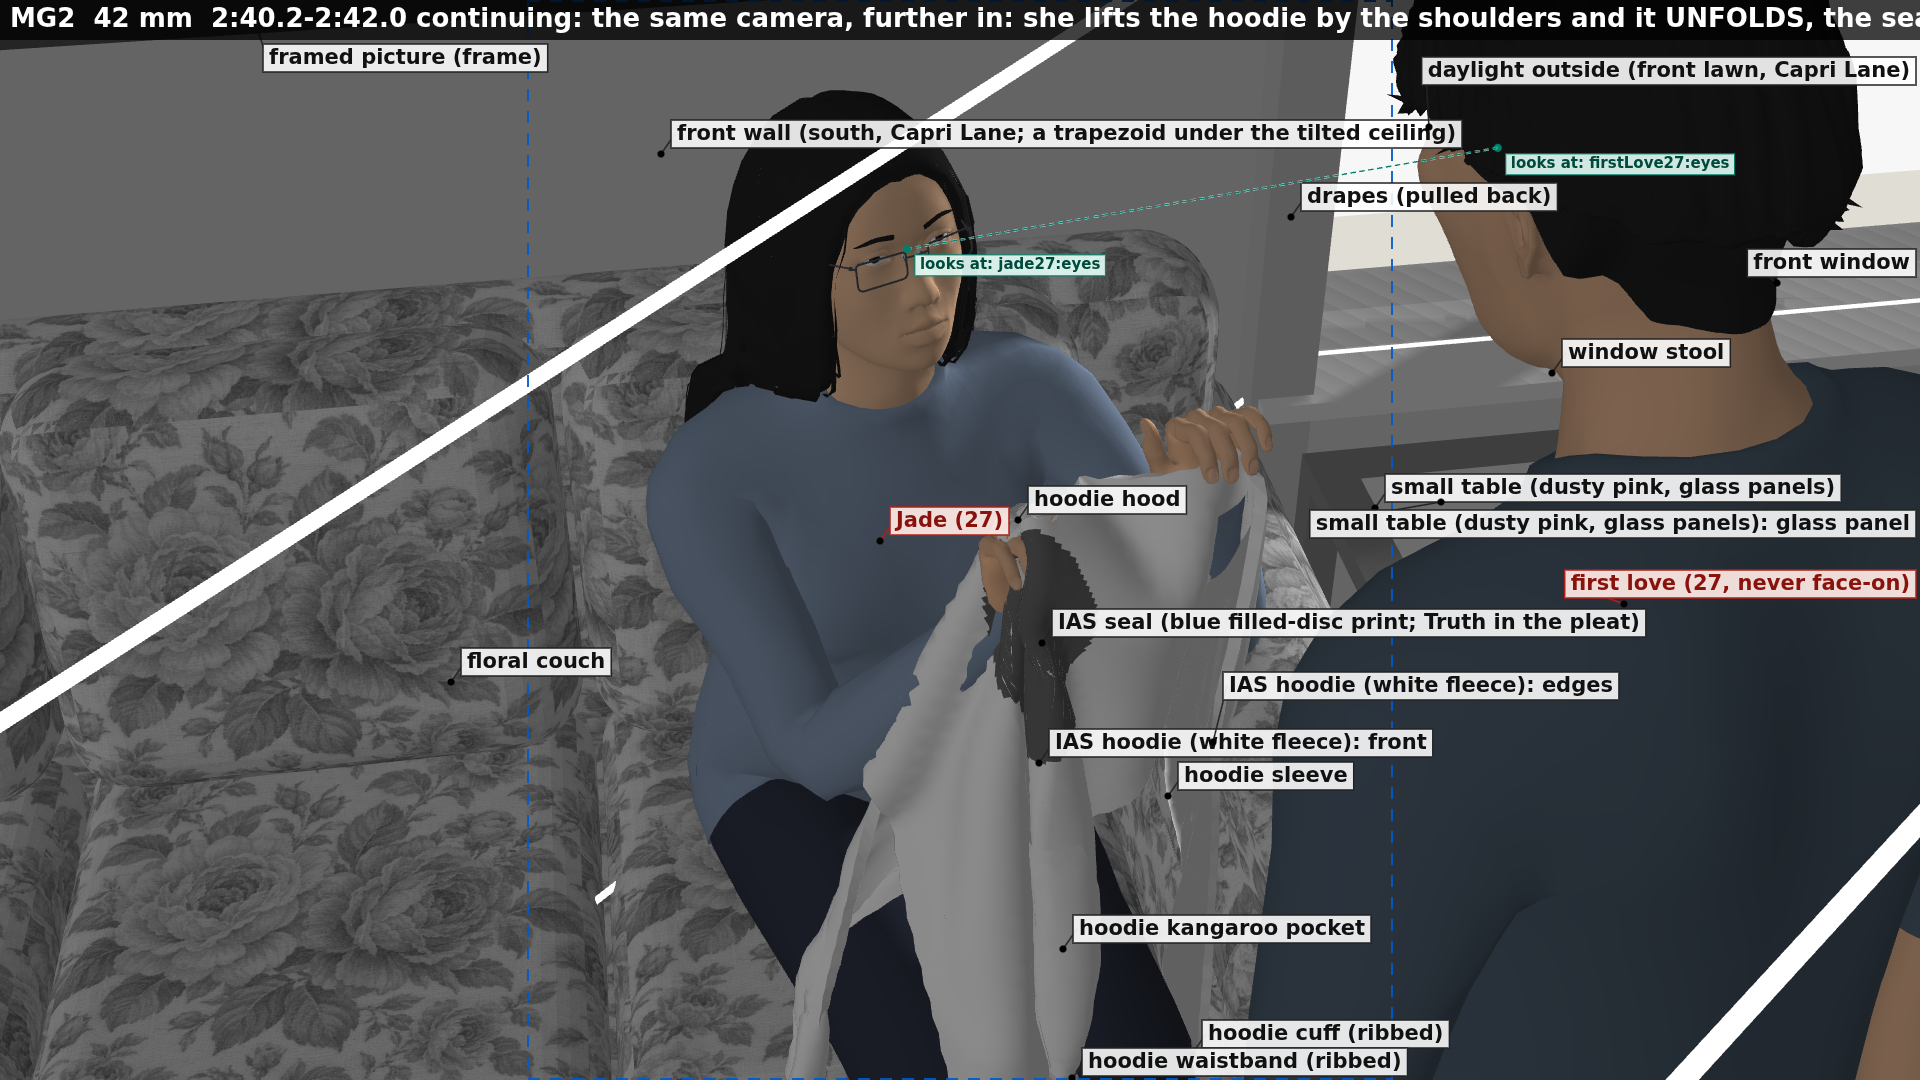 MG2 42 mm 2:40.2-2:42.0 continuing: the same camera, further in: she lifts the hoodie by the shoulders and it UNFOLDS, the
framed picture (frame)
daylight outside (front lawn, Capri Lane)
front wall (south, Capri Lane; a trapezoid under the tilted ceiling)
looks at: firstLove27:eyes
drapes (pulled back)
looks at: jade27:eyes
front window
window stool
small table (dusty pink, glass panels)
hoodie hood
Jade (27)
small table (dusty pink, glass panels): glass panel
first love (27, never face-on)
IAS seal (blue filled-disc print; Truth in the pleat)
floral couch
IAS hoodie (white fleece): edges
IAS hoodie (white fleece): front
hoodie sleeve
hoodie kangaroo pocket
hoodie cuff (ribbed)
hoodie waistband (ribbed)